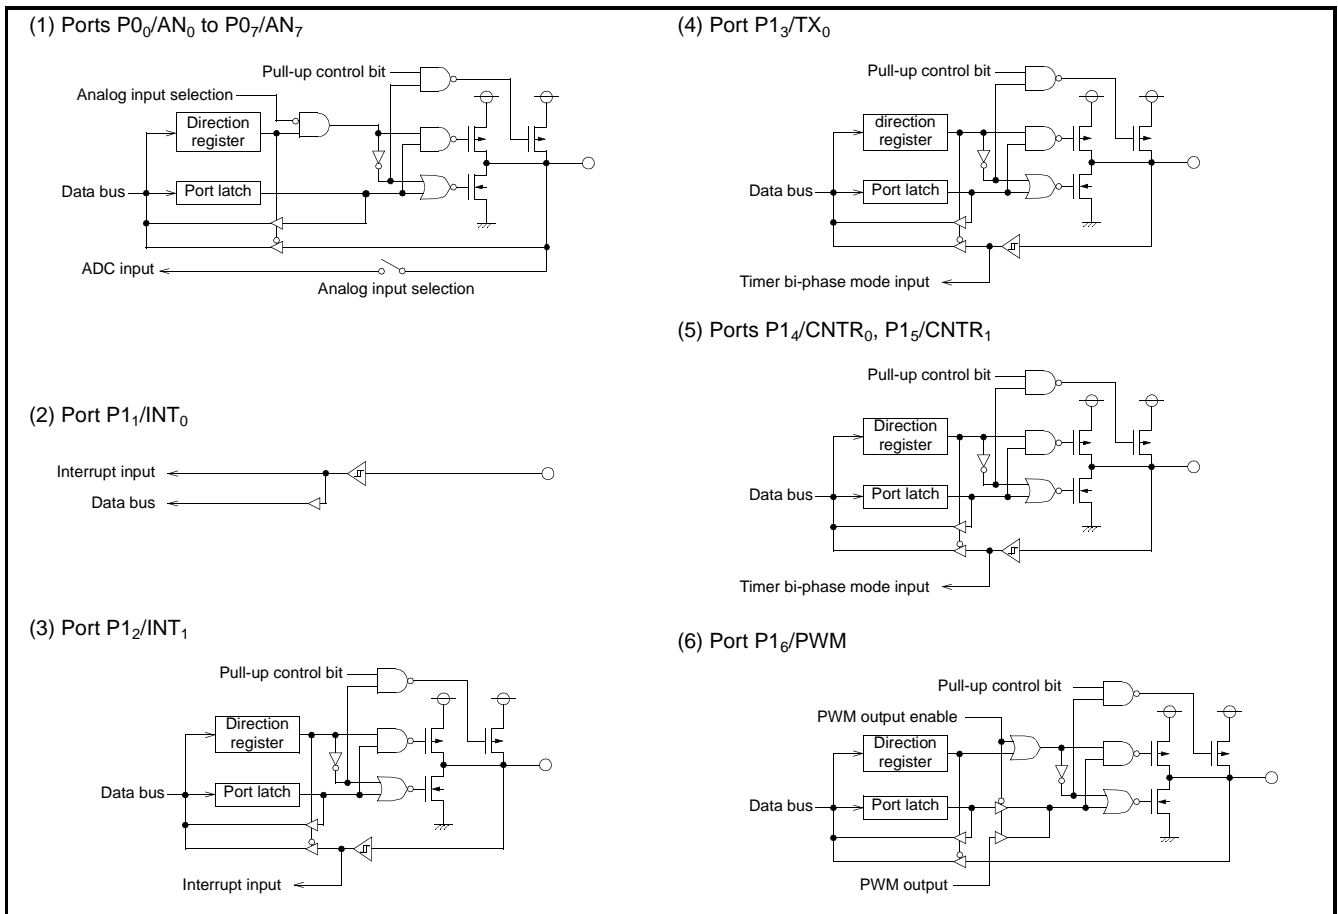 (1) Ports P0₀/AN₀ to P0₇/AN₇
Pull-up control bit
Analog input selection
Direction
register
Data bus
Port latch
ADC input
Analog input selection
(2) Port P1₁/INT₀
Interrupt input
Data bus
(3) Port P1₂/INT₁
Pull-up control bit
Direction
register
Data bus
Port latch
Interrupt input
(4) Port P1₃/TX₀
Pull-up control bit
direction
register
Data bus
Port latch
Timer bi-phase mode input
(5) Ports P1₄/CNTR₀, P1₅/CNTR₁
Pull-up control bit
Direction
register
Data bus
Port latch
Timer bi-phase mode input
(6) Port P1₆/PWM
Pull-up control bit
PWM output enable
Direction
register
Data bus
Port latch
PWM output